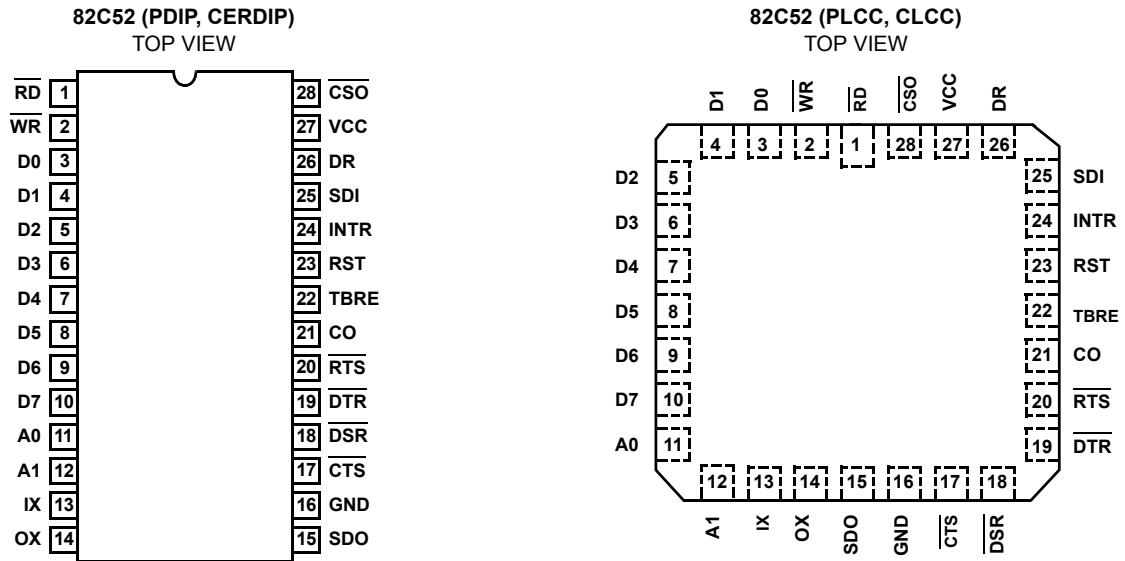 82C52 (PDIP, CERDIP)
TOP VIEW
RD 1 28 CSO
WR 2 27 VCC
D0 3 26 DR
D1 4 25 SDI
D2 5 24 INTR
D3 6 23 RST
D4 7 22 TBRE
D5 8 21 CO
D6 9 20 RTS
D7 10 19 DTR
A0 11 18 DSR
A1 12 17 CTS
IX 13 16 GND
OX 14 15 SDO
82C52 (PLCC, CLCC)
TOP VIEW
D1 D0 WR RD CSO VCC DR
4 3 2 1 28 27 26
D2 5 25 SDI
D3 6 24 INTR
D4 7 23 RST
D5 8 22 TBRE
D6 9 21 CO
D7 10 20 RTS
A0 11 19 DTR
12 13 14 15 16 17 18
A1 IX OX SDO GND CTS DSR